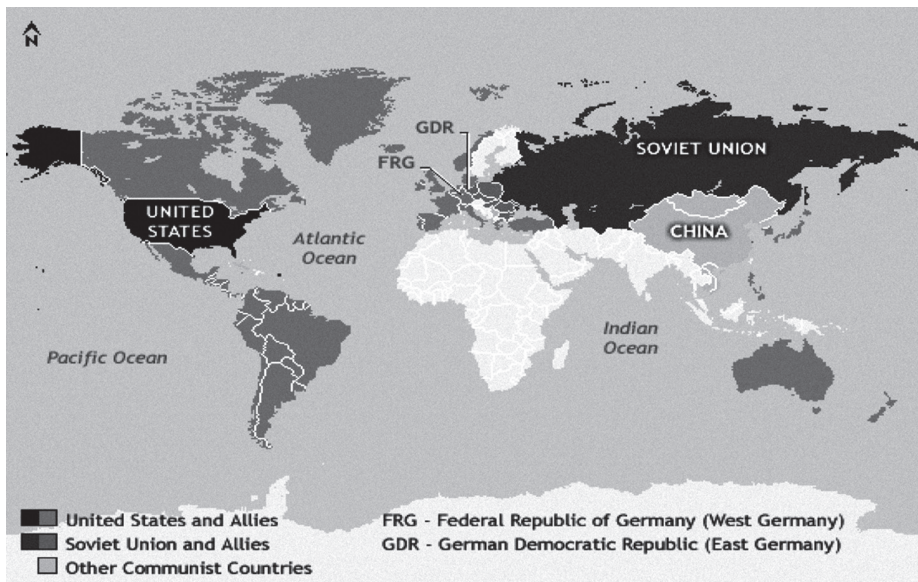 N
GDR
FRG
SOVIET UNION
UNITED
STATES
CHINA
Atlantic
Ocean
Pacific Ocean
Indian
Ocean
United States and Allies
Soviet Union and Allies
Other Communist Countries
FRG - Federal Republic of Germany (West Germany)
GDR - German Democratic Republic (East Germany)